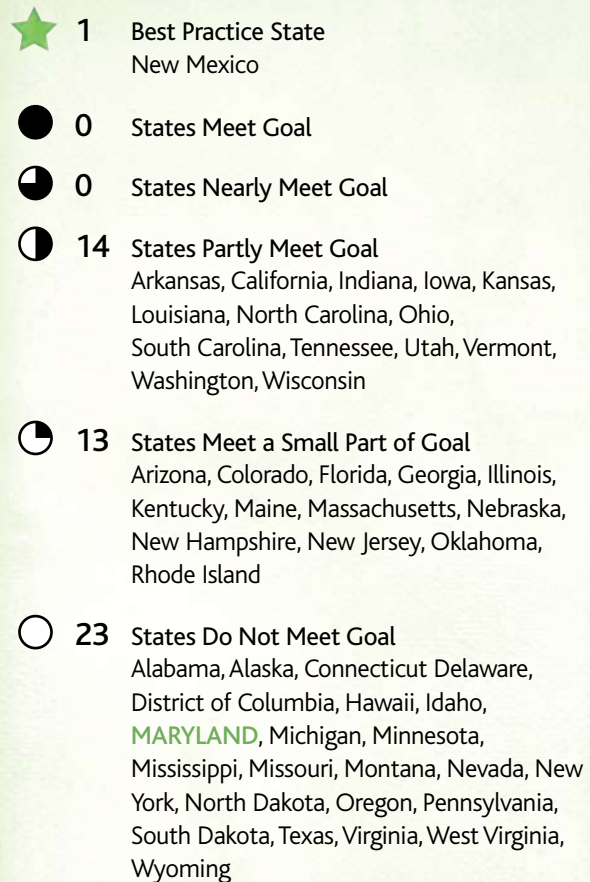 1 Best Practice State
New Mexico
0 States Meet Goal
0 States Nearly Meet Goal
14 States Partly Meet Goal
Arkansas, California, Indiana, Iowa, Kansas,
Louisiana, North Carolina, Ohio,
South Carolina, Tennessee, Utah, Vermont,
Washington, Wisconsin
13 States Meet a Small Part of Goal
Arizona, Colorado, Florida, Georgia, Illinois,
Kentucky, Maine, Massachusetts, Nebraska,
New Hampshire, New Jersey, Oklahoma,
Rhode Island
23 States Do Not Meet Goal
Alabama, Alaska, Connecticut Delaware,
District of Columbia, Hawaii, Idaho,
MARYLAND, Michigan, Minnesota,
Mississippi, Missouri, Montana, Nevada, New
York, North Dakota, Oregon, Pennsylvania,
South Dakota, Texas, Virginia, West Virginia,
Wyoming